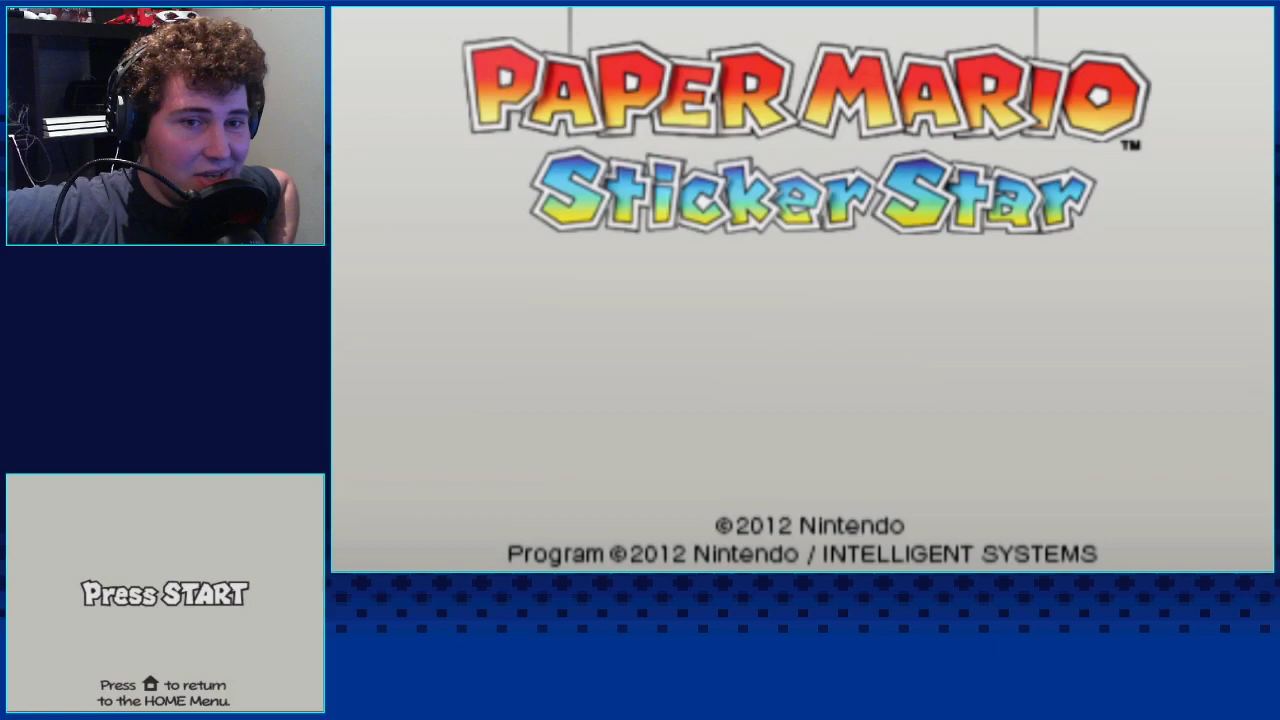 PAPER MARIO
TM
Sticker Star
©2012 Nintendo
Program ©2012 Nintendo / INTELLIGENT SYSTEMS
Press START
Press to return
to the HOME Menu.